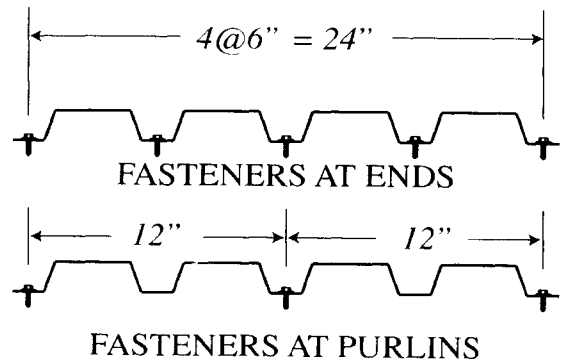 4@6” = 24”
FASTENERS AT ENDS
12” 12”
FASTENERS AT PURLINS